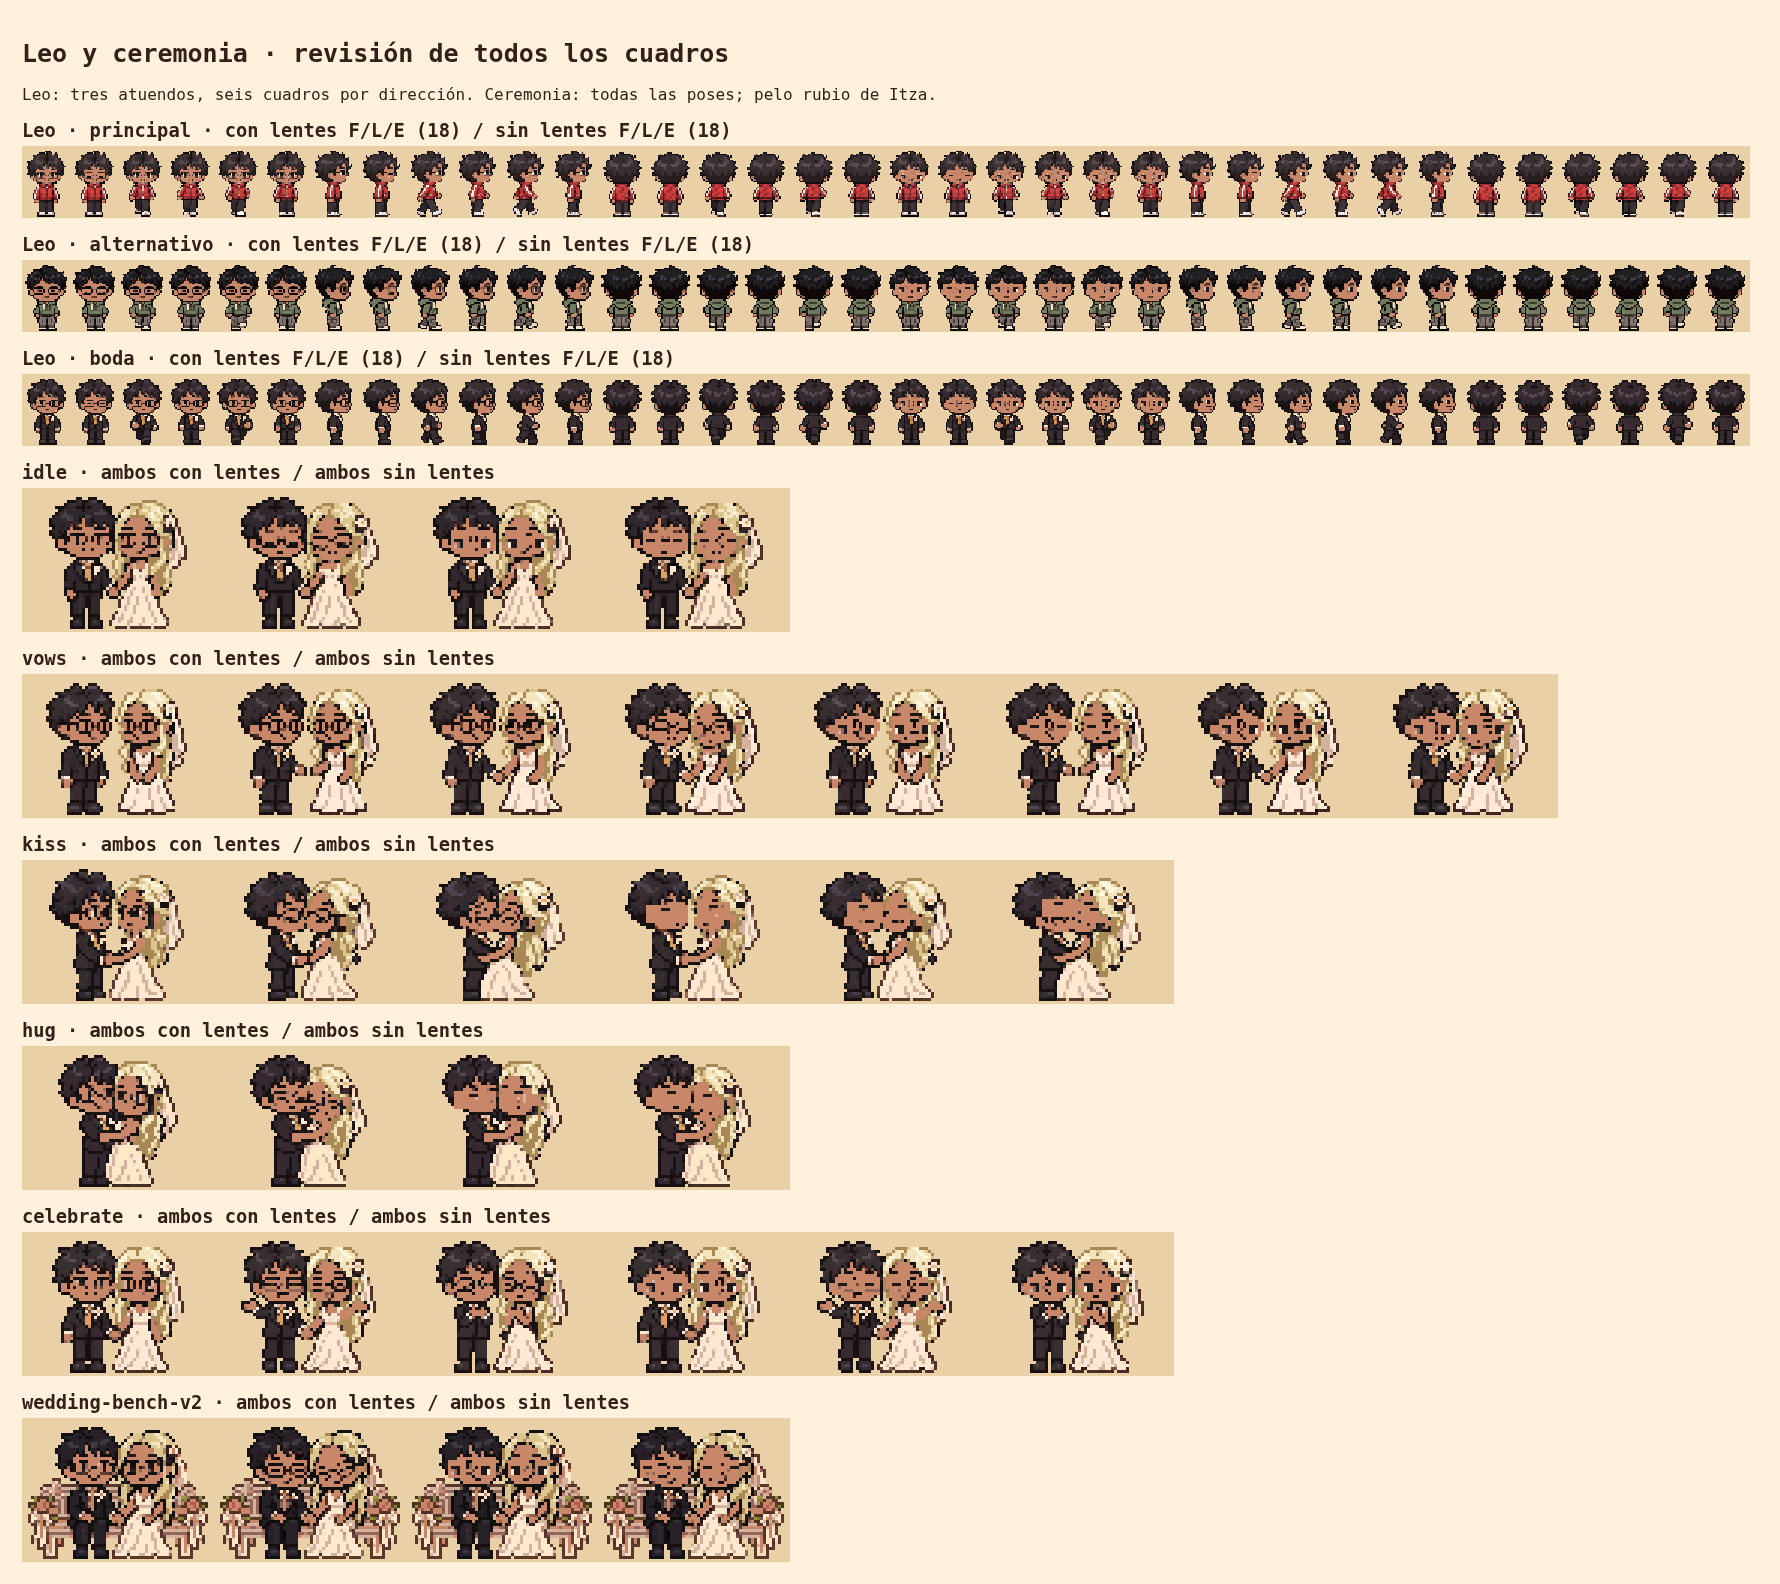 Leo y ceremonia · revisión de todos los cuadros
Leo: tres atuendos, seis cuadros por dirección. Ceremonia: todas las poses; pelo rubio de Itza.
Leo · principal · con lentes F/L/E (18) / sin lentes F/L/E (18)
Leo · alternativo · con lentes F/L/E (18) / sin lentes F/L/E (18)
Leo · boda · con lentes F/L/E (18) / sin lentes F/L/E (18)
idle · ambos con lentes / ambos sin lentes
vows · ambos con lentes / ambos sin lentes
kiss · ambos con lentes / ambos sin lentes
hug · ambos con lentes / ambos sin lentes
celebrate · ambos con lentes / ambos sin lentes
wedding-bench-v2 · ambos con lentes / ambos sin lentes